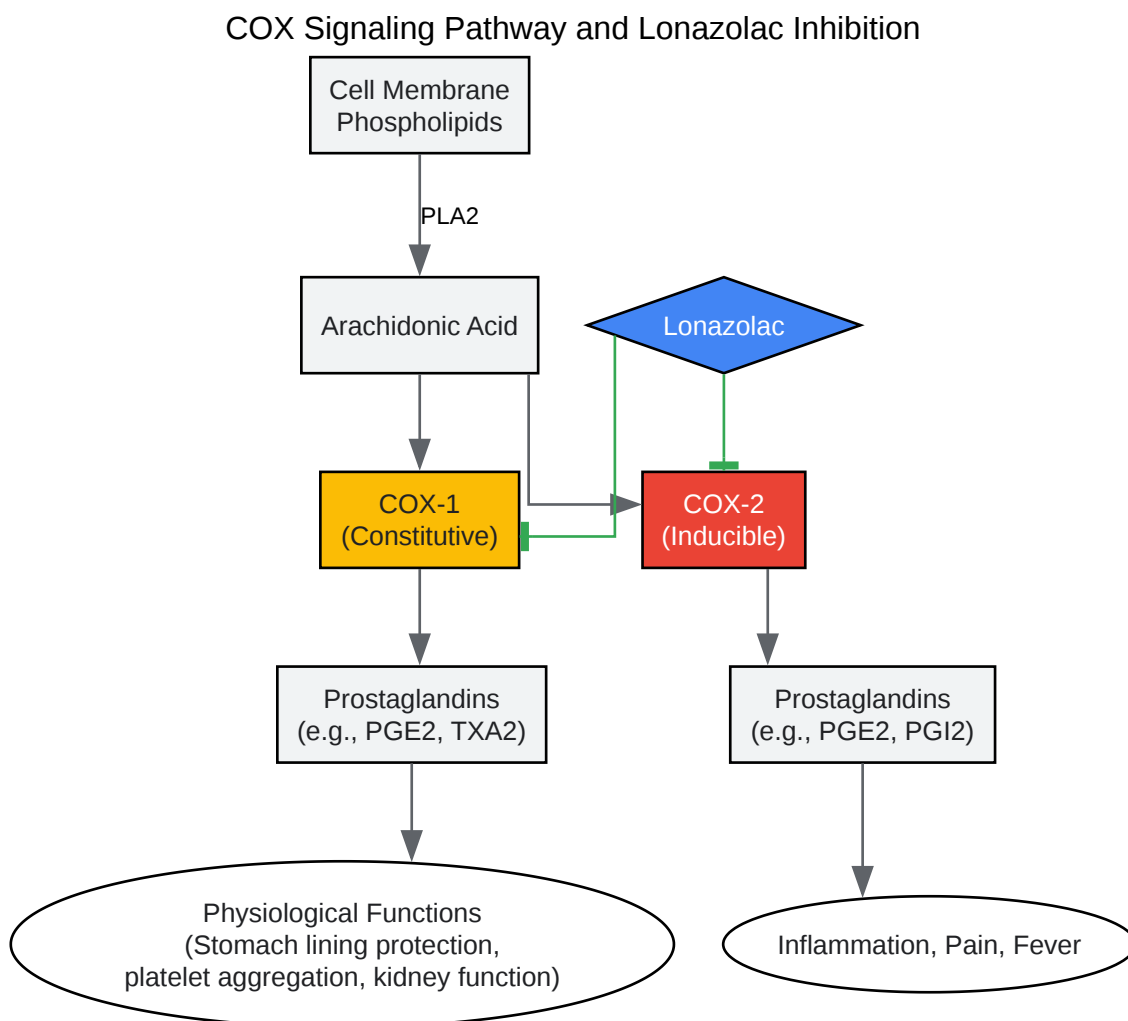 COX Signaling Pathway and Lonazolac Inhibition
Cell Membrane
Phospholipids
PLA2
Arachidonic Acid
Lonazolac
COX-1
(Constitutive)
COX-2
(Inducible)
Prostaglandins
(e.g., PGE2, TXA2)
Prostaglandins
(e.g., PGE2, PGI2)
Physiological Functions
(Stomach lining protection,
platelet aggregation, kidney function)
Inflammation, Pain, Fever